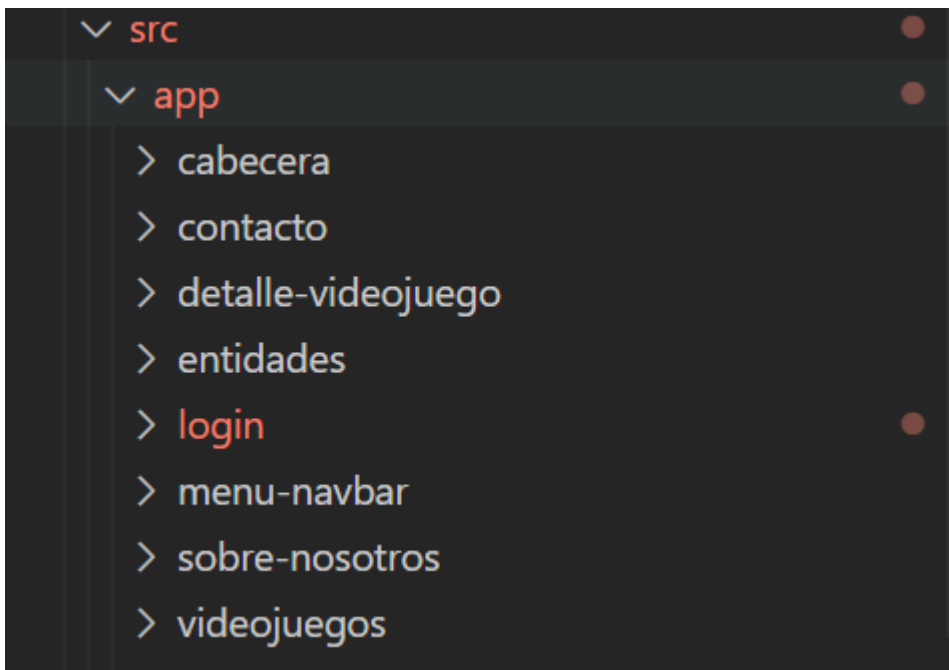 src
app
cabecera
contacto
detalle-videojuego
entidades
login
menu-navbar
sobre-nosotros
videojuegos